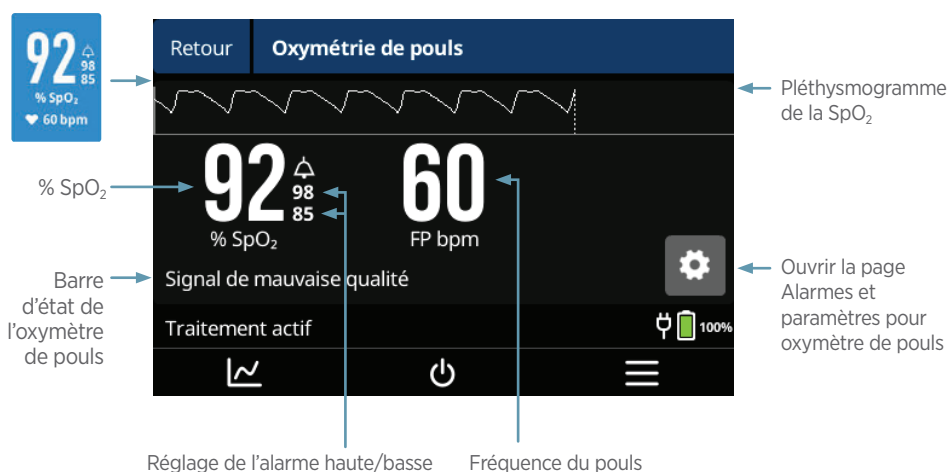 92
98
85
% SpO₂
60 bpm
Retour
Oxymétrie de pouls
Pléthysmogramme
de la SpO₂
% SpO₂
92
98
85
% SpO₂
60
FP bpm
Barre
d'état de
l'oxymètre
de pouls
Signal de mauvaise qualité
Ouvrir la page
Alarmes et
paramètres pour
oxymètre de pouls
Traitement actif
100%
Réglage de l'alarme haute/basse
Fréquence du pouls